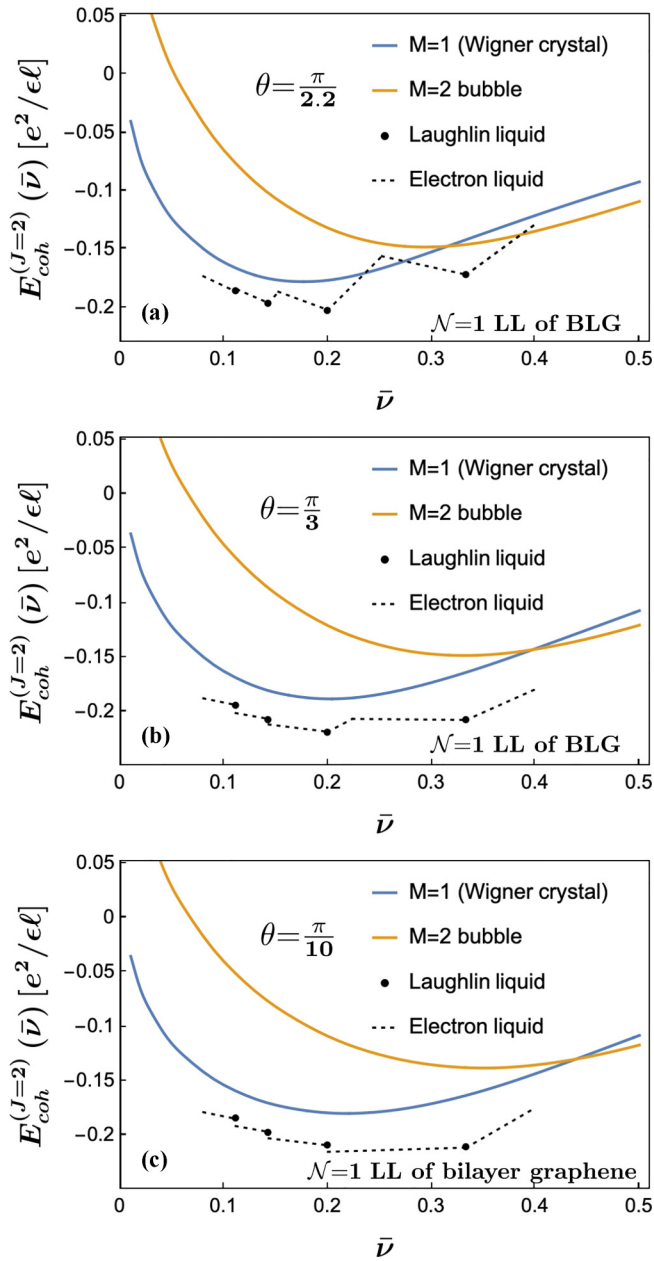 0.05
0
−0.05
−0.1
−0.15
−0.2
E_coh^(J=2) (ν̄) [e²/ϵℓ]
M=1 (Wigner crystal)
M=2 bubble
Laughlin liquid
Electron liquid
θ=π/2.2
(a)
𝒩=1 LL of BLG
0 0.1 0.2 0.3 0.4 0.5
ν̄
0.05
0
−0.05
−0.1
−0.15
−0.2
E_coh^(J=2) (ν̄) [e²/ϵℓ]
M=1 (Wigner crystal)
M=2 bubble
Laughlin liquid
Electron liquid
θ=π/3
(b)
𝒩=1 LL of BLG
0 0.1 0.2 0.3 0.4 0.5
ν̄
0.05
0
−0.05
−0.1
−0.15
−0.2
E_coh^(J=2) (ν̄) [e²/ϵℓ]
M=1 (Wigner crystal)
M=2 bubble
Laughlin liquid
Electron liquid
θ=π/10
(c)
𝒩=1 LL of bilayer graphene
0 0.1 0.2 0.3 0.4 0.5
ν̄